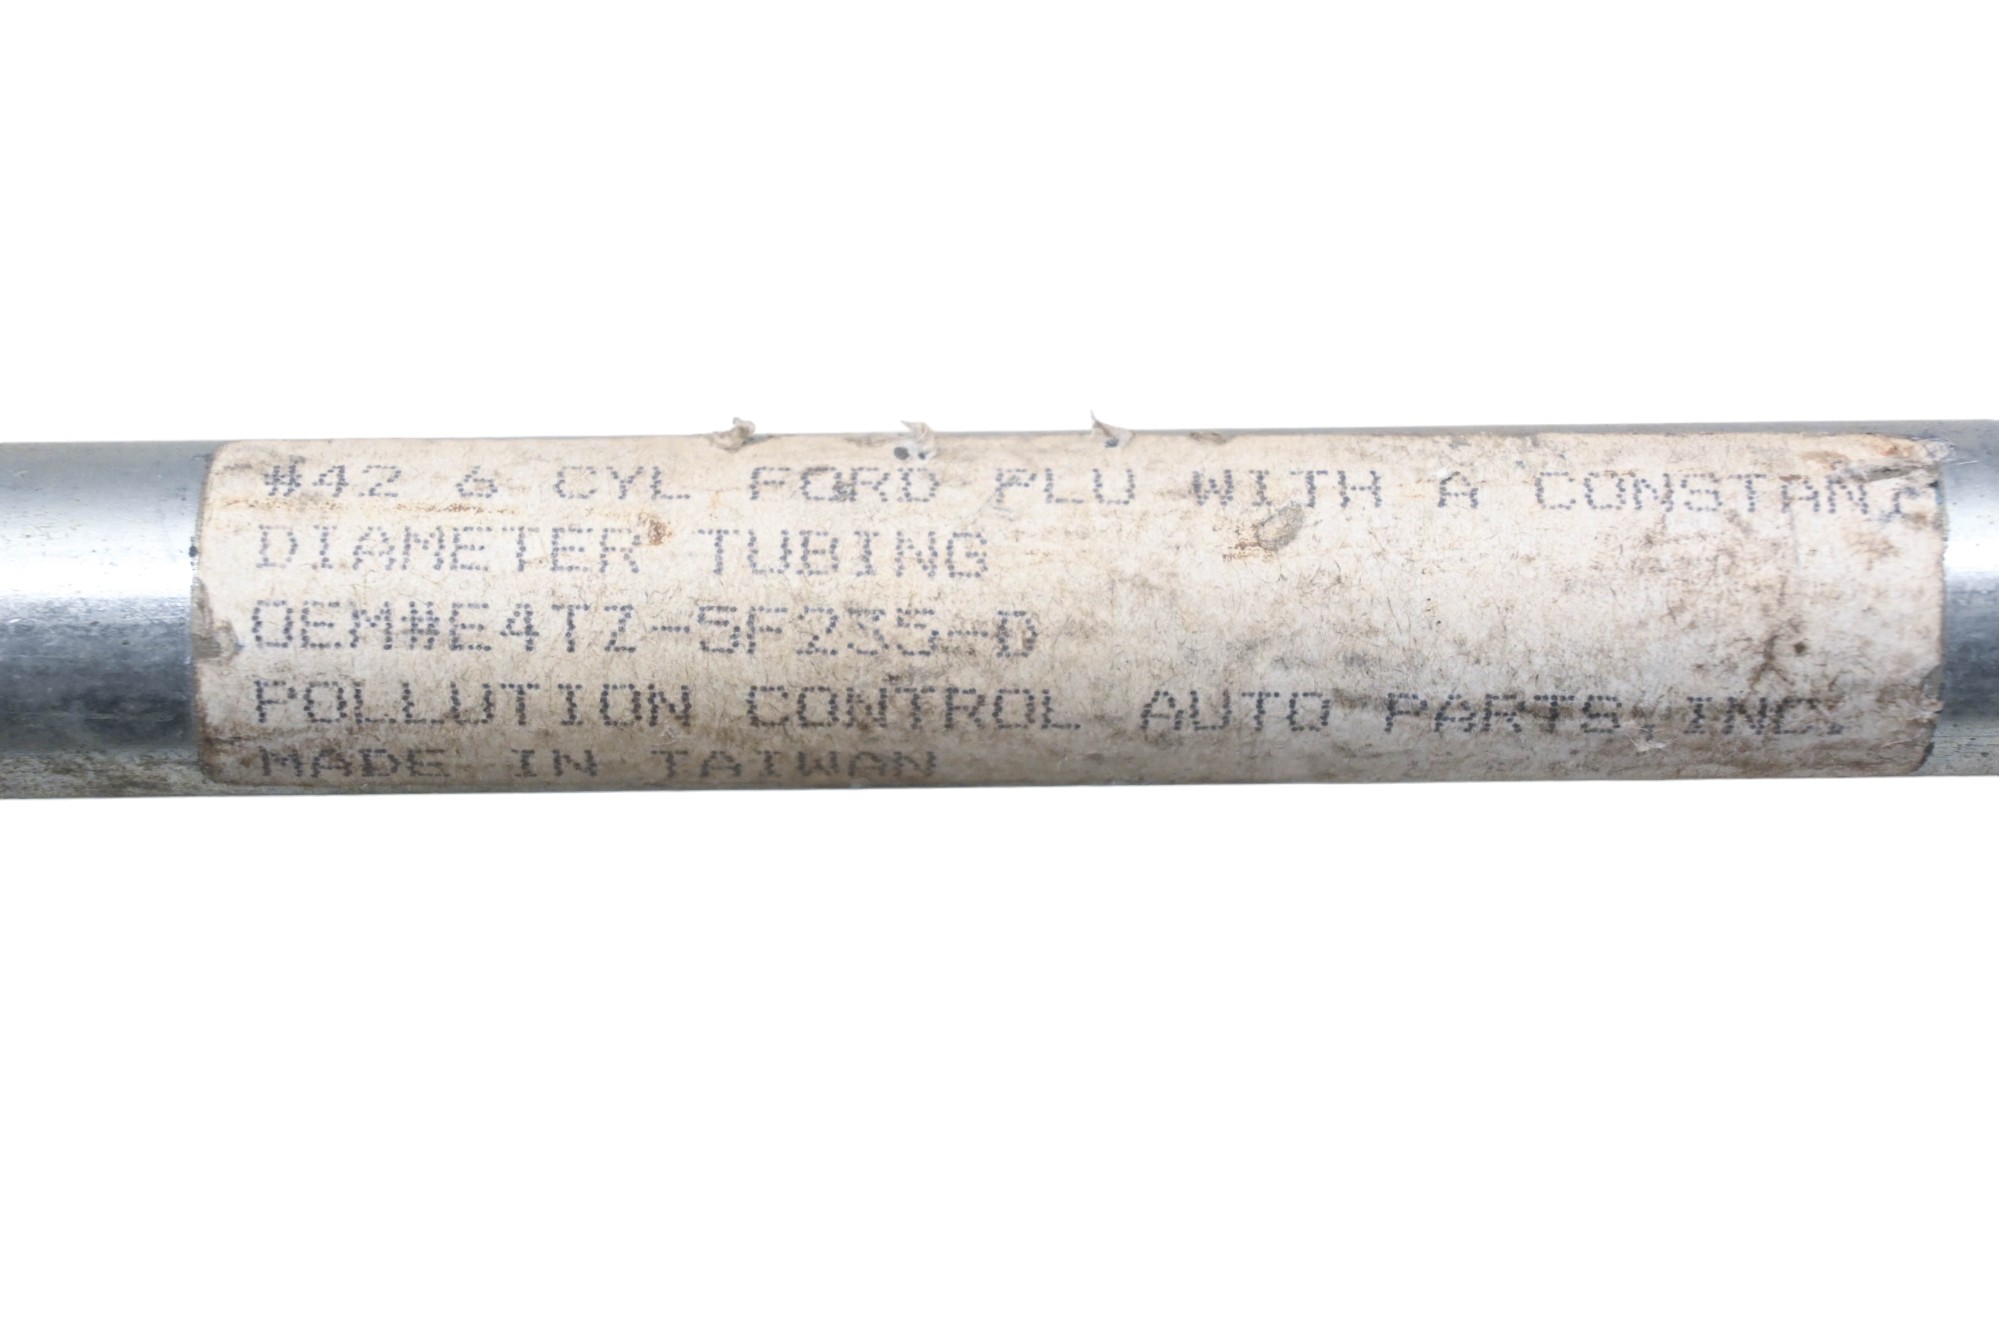 #42 6 CYL FORD PLU WITH A CONSTANT
DIAMETER TUBING
OEM#E4TZ-5F235-D
POLLUTION CONTROL AUTO PARTS,INC.
MADE IN TAIWAN